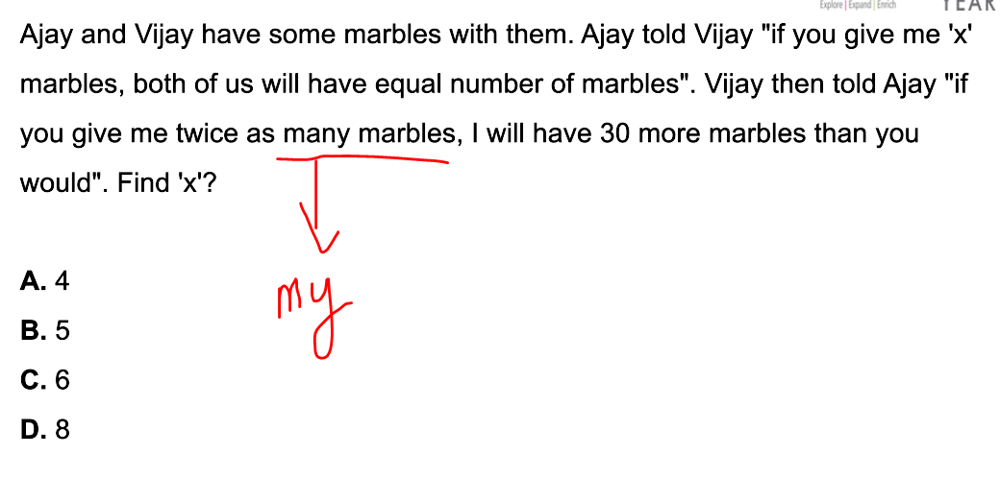 Explore | Expand | Enrich
YEAR
Ajay and Vijay have some marbles with them. Ajay told Vijay "if you give me 'x'
marbles, both of us will have equal number of marbles". Vijay then told Ajay "if
you give me twice as many marbles, I will have 30 more marbles than you
would". Find 'x'?
my
A. 4
B. 5
C. 6
D. 8